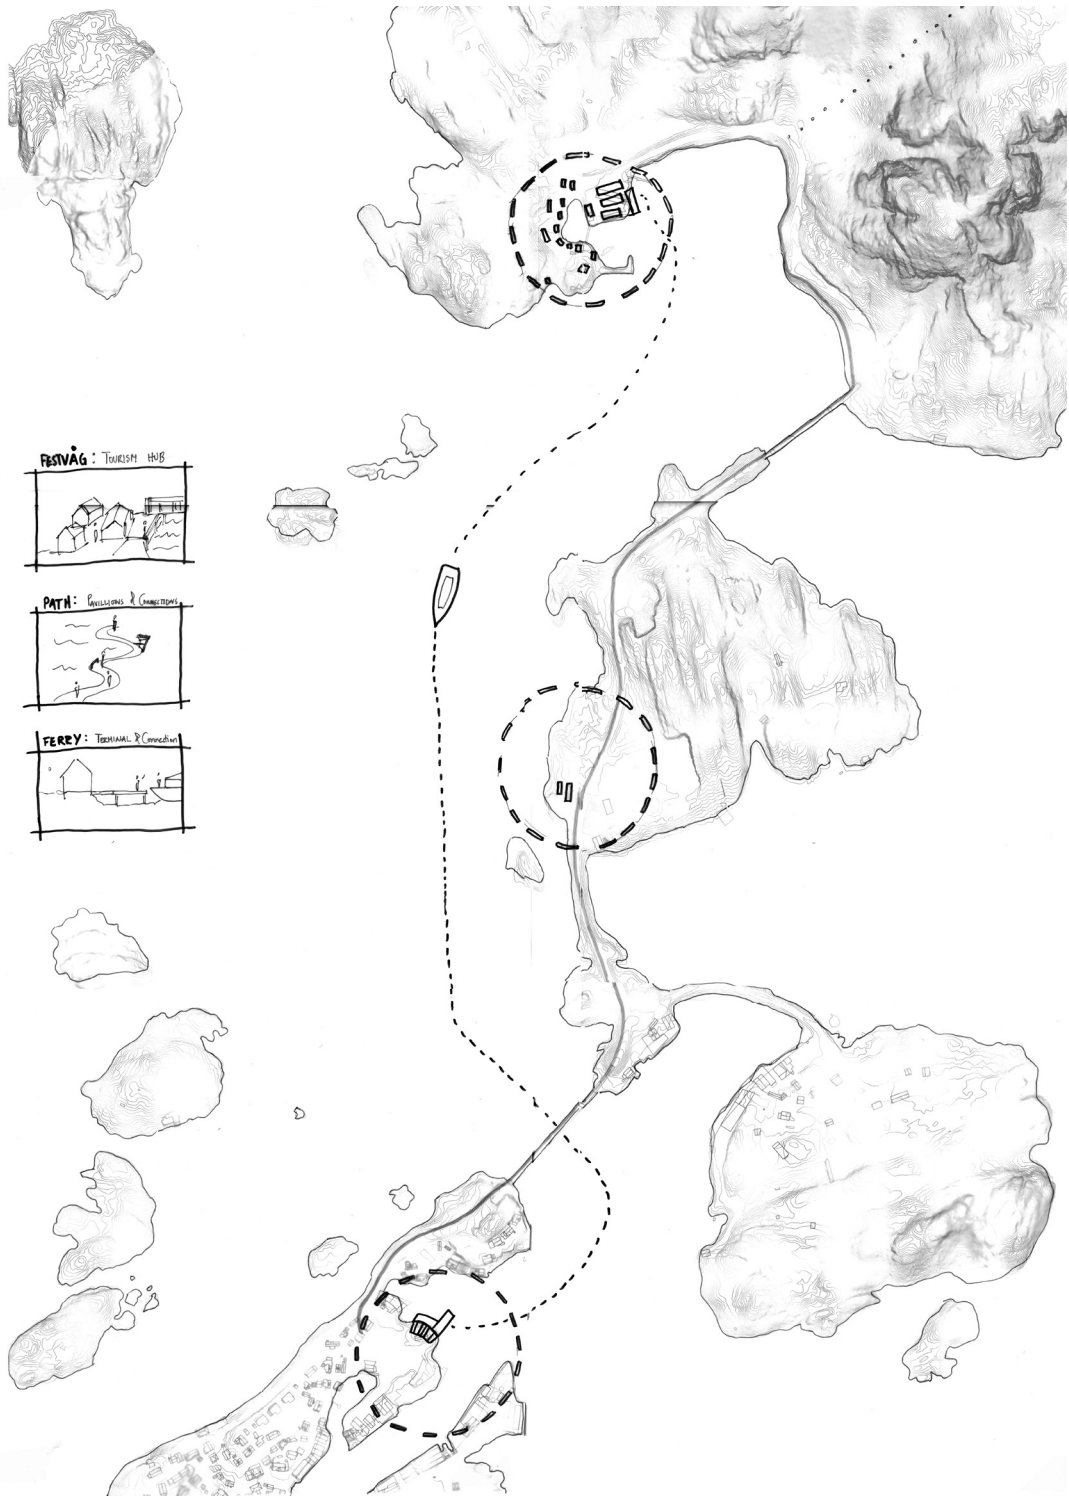 FESTVÅG: TOURISM HUB
PATH: PAVILLIONS & CONNECTIONS
FERRY: TERMINAL & Connection